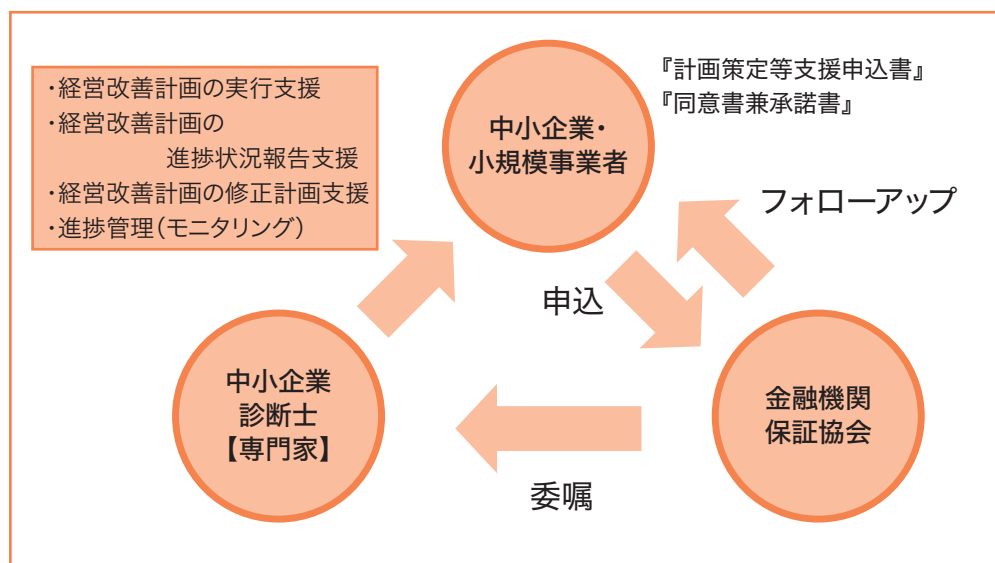 ・経営改善計画の実行支援
・経営改善計画の
進捗状況報告支援
・経営改善計画の修正計画支援
・進捗管理(モニタリング)
中小企業・
小規模事業者
『計画策定等支援申込書』
『同意書兼承諾書』
フォローアップ
申込
中小企業
診断士
【専門家】
金融機関
保証協会
委嘱